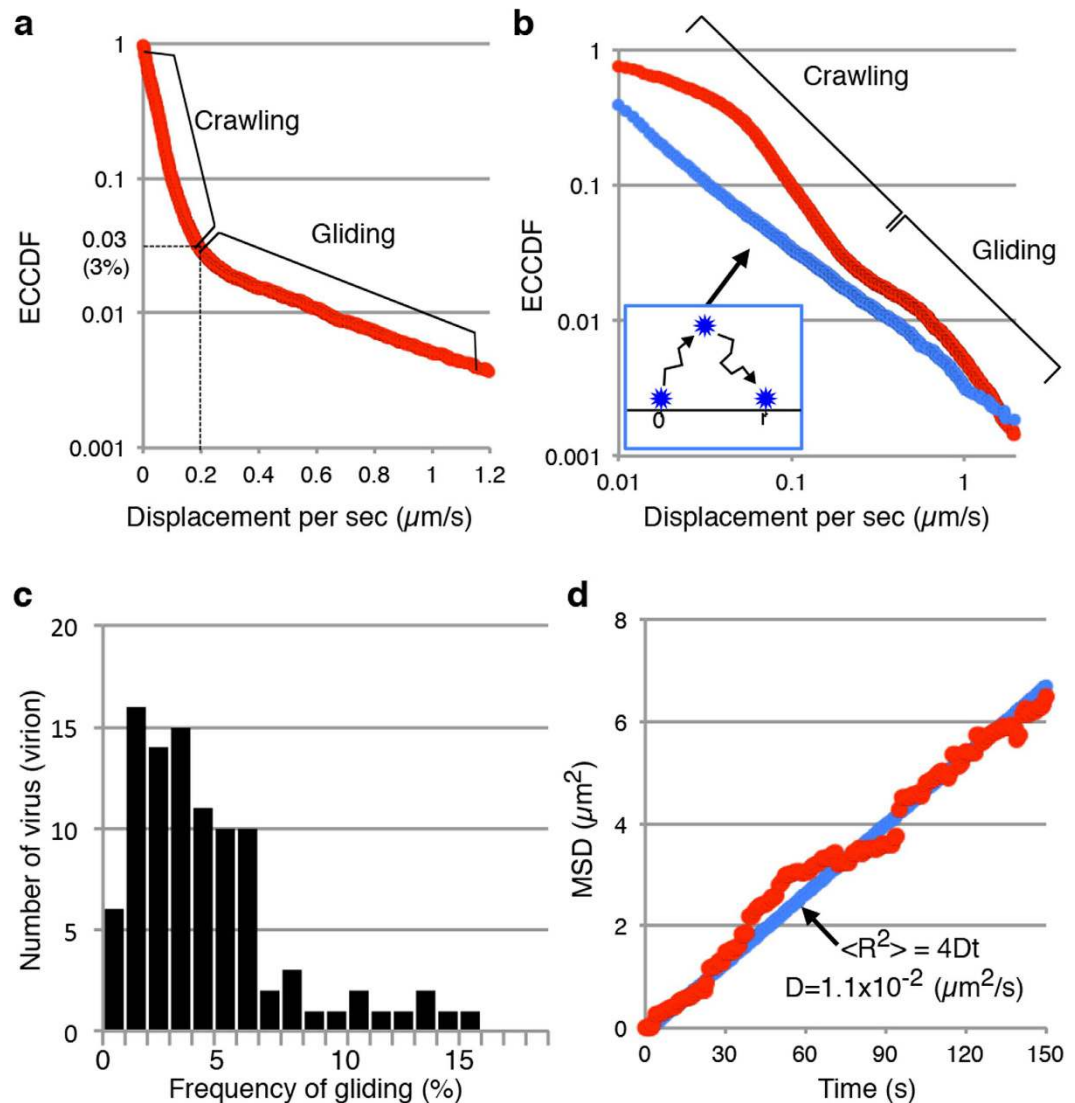 a
1
0.1
0.03
(3%)
0.01
0.001
ECCDF
Crawling
Gliding
0 0.2 0.4 0.6 0.8 1 1.2
Displacement per sec (µm/s)
b
1
0.1
0.01
0.001
ECCDF
Crawling
Gliding
0 r
0.01 0.1 1
Displacement per sec (µm/s)
c
20
15
10
5
0
Number of virus (virion)
0 5 10 15
Frequency of gliding (%)
d
8
6
4
2
0
MSD (µm²)
<R²> = 4Dt
D=1.1x10⁻² (µm²/s)
0 30 60 90 120 150
Time (s)